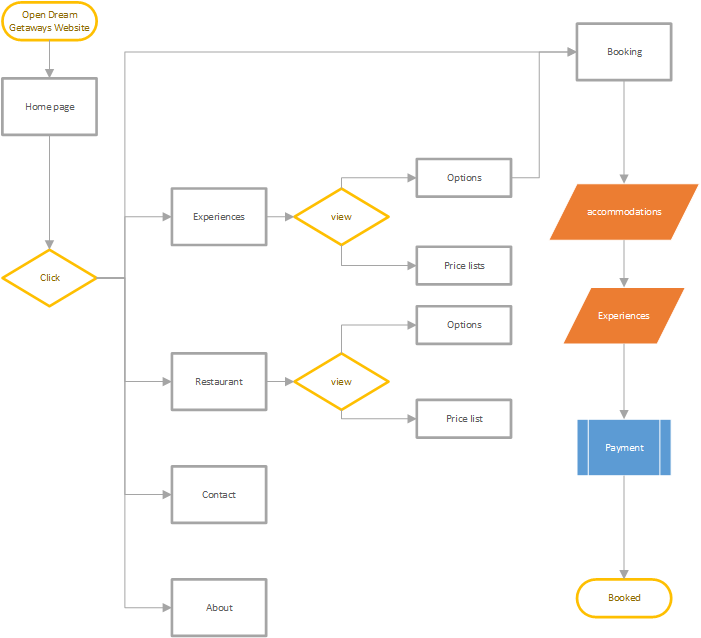 Open Dream
Getaways Website
Booking
Home page
Options
accommodations
Experiences
view
Price lists
Click
Experiences
Options
Restaurant
view
Price list
Payment
Contact
About
Booked